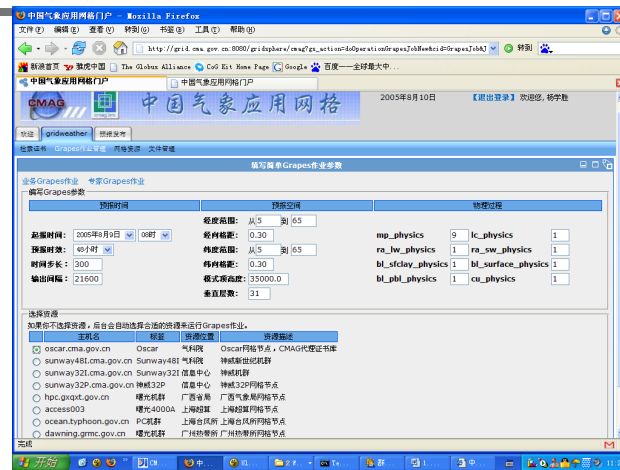 中国气象应用网格门户 - Mozilla Firefox
文件(F) 编辑(E) 查看(V) 转到(G) 书签(B) 工具(T) 帮助(H)
http://grid.cma.gov.cn:8080/gridsphere/cmag?gs_action=doOperationGrapesJobNew&rid=GrapesJob&J 转到
新浪首页 骓虎中国 The Globus Alliance CoG Kit Home Page Google 百度——全球最大中...
中国气象应用网格门户 中国气象应用网格门户
CMAG 中国气象应用网格 2005年8月10日 【退出登录】 欢迎您, 杨学胜
欢迎 gridweather 预报发布
检索证书 Grapes作业管理 网格资源 文件管理
填写简单Grapes作业参数
业务Grapes作业 专家Grapes作业
编写Grapes参数
预报时间 预报空间 物理过程
经度范围: 从 5 到 65
起报时间: 2005年8月9日 08时 经向格距: 0.30 mp_physics 9 lc_physics 1
预报时效: 48小时 纬度范围: 从 5 到 65 ra_lw_physics 1 ra_sw_physics 1
时间步长: 300 纬向格距: 0.30 bl_sfclay_physics 1 bl_surface_physics 1
输出间隔: 21600 模式顶高度: 35000.0 bl_pbl_physics 1 cu_physics 1
垂直层数: 31
选择资源
如果你不选择资源,后台会自动选择合适的资源来运行Grapes作业。
主机名 标签 资源位置 资源描述
oscar.cma.gov.cn Oscar 气科院 Oscar网格节点,CMAG代理证书库
sunway48I.cma.gov.cn Sunway48I 气科院 神威新世纪机群
sunway32I.cma.gov.cn Sunway32I 信息中心 神威机群
sunway32P.cma.gov.cn 神威32P 信息中心 神威32P网格节点
hpc.gxqxt.gov.cn 曙光机群 广西省局 广西气象局网格节点
access003 曙光4000A 上海超算 上海超算网格节点
ocean.typhoon.gov.cn PC机群 上海台风所 上海台风所网格节点
dawning.grmc.gov.cn 曙光机群 广州热带所 广州热带所网格节点
完成
开始